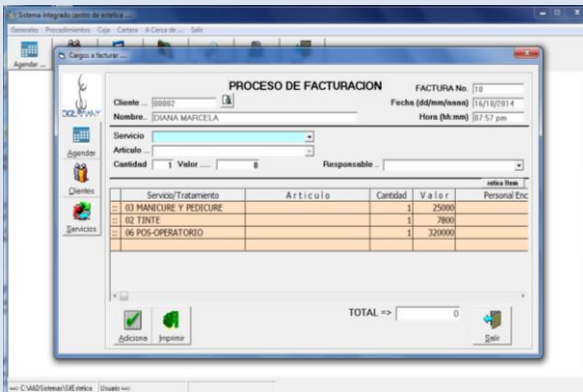 Sistema integrado centro de estetica ...
Generales Procedimientos Caja Cartera A Cerca de ... Salir
Agendar ...
Cargos a facturar ....
PROCESO DE FACTURACION
FACTURA No. 10
Cliente ... 00002
Fecha (dd/mm/aaaa) 16/10/2014
Nombre.. DIANA MARCELA
Hora (hh:mm) 07:57 pm
Servicio
Articulo ..
Cantidad 1 Valor..... 0 Responsable ..
Agendar
Clientes
Servicios
retira Item
Servicio/Tratamiento Articulo Cantidad Valor Personal Enc
03 MANICURE Y PEDICURE 1 25000
02 TINTE 1 7800
06 POS-OPERATORIO 1 320000
TOTAL => 0
Adiciona Imprimir Salir
Usuario ==>